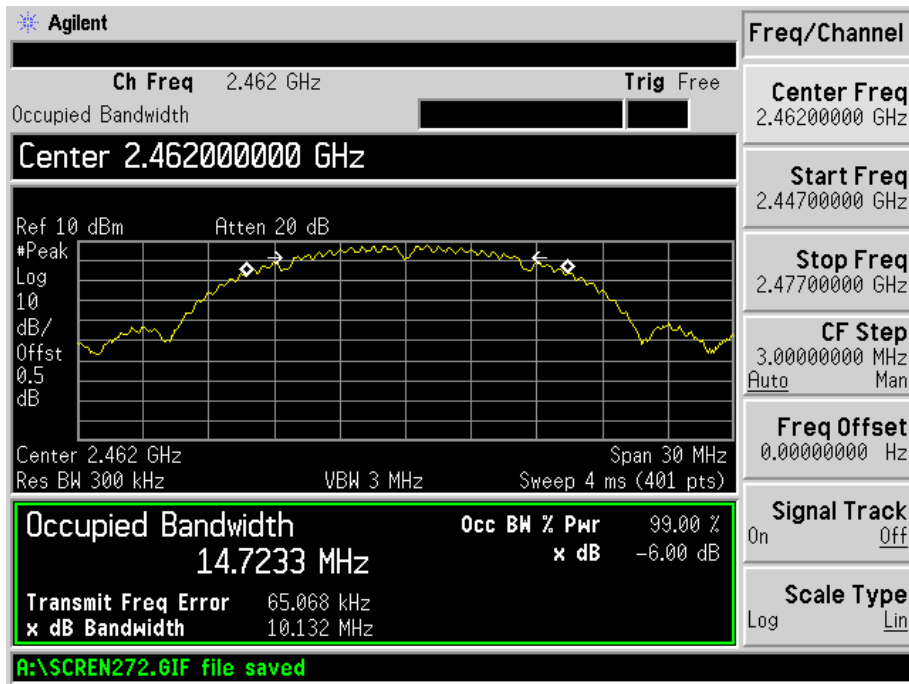 Agilent
Freq/Channel
Ch Freq 2.462 GHz Trig Free
Occupied Bandwidth
Center 2.462000000 GHz
Ref 10 dBm Atten 20 dB
#Peak
Log
10
dB/
Offst
0.5
dB
Center 2.462 GHz Span 30 MHz
Res BW 300 kHz VBW 3 MHz Sweep 4 ms (401 pts)
Occupied Bandwidth
14.7233 MHz
Occ BW % Pwr 99.00 %
x dB -6.00 dB
Transmit Freq Error 65.068 kHz
x dB Bandwidth 10.132 MHz
A:\SCREN272.GIF file saved
Center Freq
2.46200000 GHz
Start Freq
2.44700000 GHz
Stop Freq
2.47700000 GHz
CF Step
3.00000000 MHz
Auto Man
Freq Offset
0.00000000 Hz
Signal Track
On Off
Scale Type
Log Lin